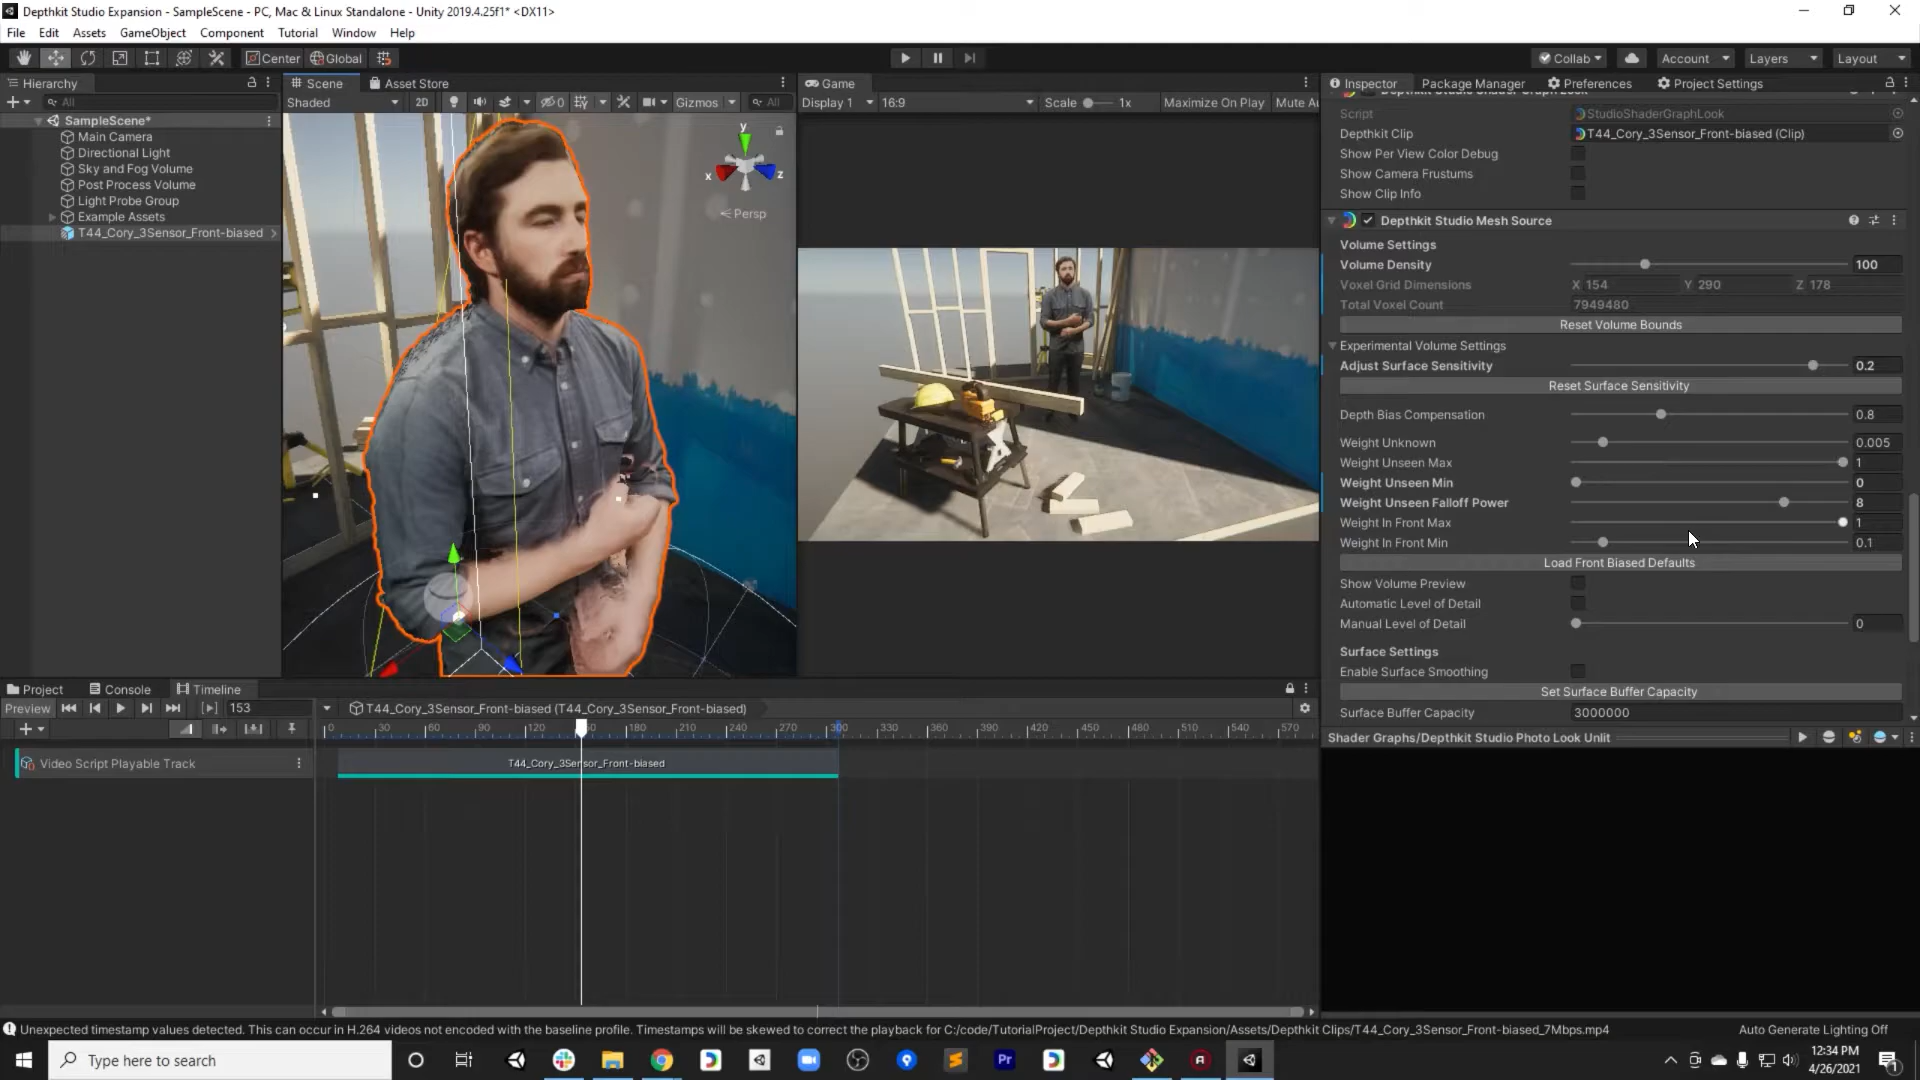 Depthkit Studio Expansion - SampleScene - PC, Mac & Linux Standalone - Unity 2019.4.25f1* <DX11>
File Edit Assets GameObject Component Tutorial Window Help
Center Global Collab Account Layers Layout
Hierarchy
All
SampleScene*
Main Camera
Directional Light
Sky and Fog Volume
Post Process Volume
Light Probe Group
Example Assets
T44_Cory_3Sensor_Front-biased
Scene Asset Store
Shaded 2D 0 Gizmos All
y
x z
Persp
Game
Display 1 16:9 Scale 1x Maximize On Play Mute Au
Inspector Package Manager Preferences Project Settings
Script StudioShaderGraphLook
Depthkit Clip T44_Cory_3Sensor_Front-biased (Clip)
Show Per View Color Debug
Show Camera Frustums
Show Clip Info
Depthkit Studio Mesh Source
Volume Settings
Volume Density 100
Voxel Grid Dimensions X 154 Y 290 Z 178
Total Voxel Count 7949480
Reset Volume Bounds
Experimental Volume Settings
Adjust Surface Sensitivity 0.2
Reset Surface Sensitivity
Depth Bias Compensation 0.8
Weight Unknown 0.005
Weight Unseen Max 1
Weight Unseen Min 0
Weight Unseen Falloff Power 8
Weight In Front Max 1
Weight In Front Min 0.1
Load Front Biased Defaults
Show Volume Preview
Automatic Level of Detail
Manual Level of Detail 0
Surface Settings
Enable Surface Smoothing
Set Surface Buffer Capacity
Surface Buffer Capacity 3000000
Shader Graphs/Depthkit Studio Photo Look Unlit
Project Console Timeline
Preview 153 T44_Cory_3Sensor_Front-biased (T44_Cory_3Sensor_Front-biased)
0 30 60 90 120 180 210 240 270 300 330 360 390 420 450 480 510 540 570
Video Script Playable Track
T44_Cory_3Sensor_Front-biased
Unexpected timestamp values detected. This can occur in H.264 videos not encoded with the baseline profile. Timestamps will be skewed to correct the playback for C:/code/TutorialProject/Depthkit Studio Expansion/Assets/Depthkit Clips/T44_Cory_3Sensor_Front-biased_7Mbps.mp4
Auto Generate Lighting Off
Type here to search
Pr
12:34 PM
4/26/2021
1